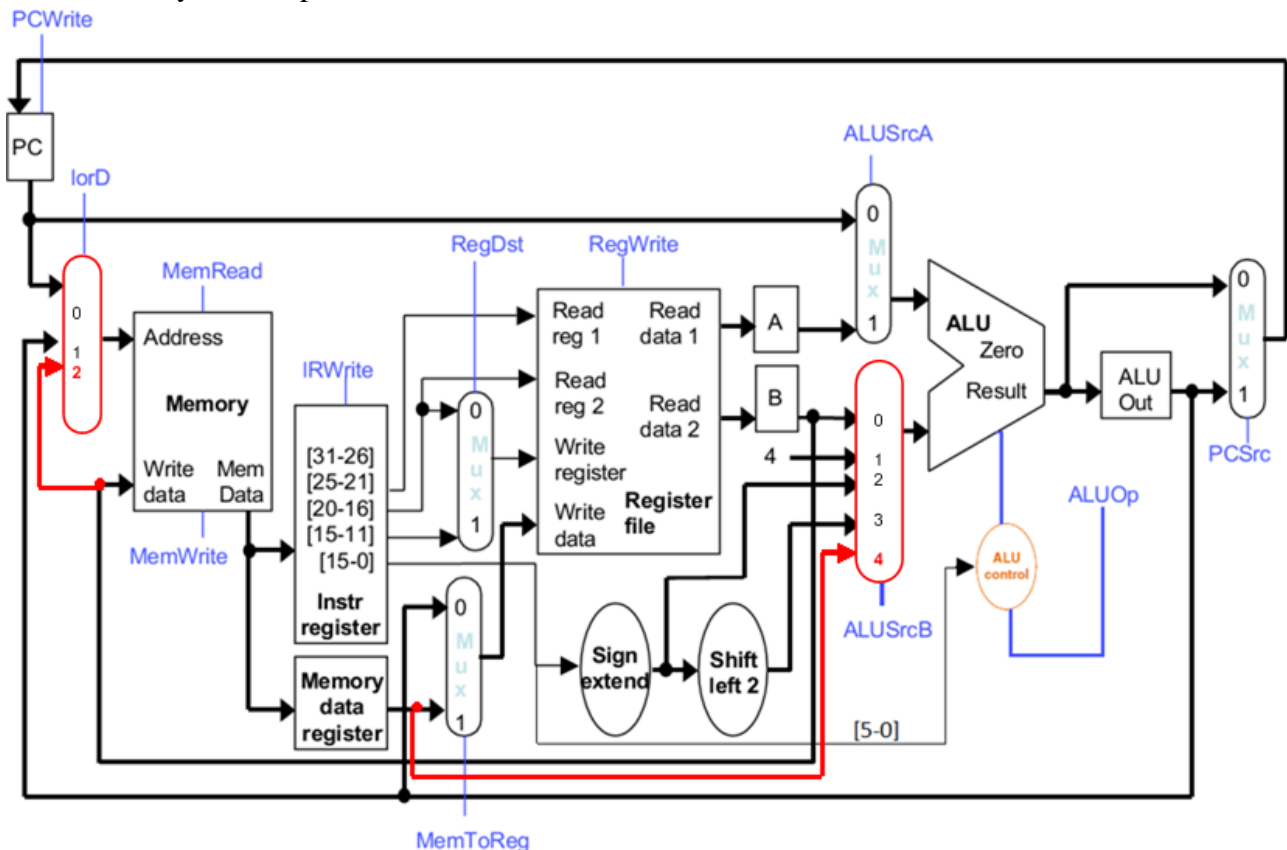 PCWrite
PC
IorD
0
1
2
MemRead
Address
Memory
Write
data
Mem
Data
MemWrite
IRWrite
[31-26]
[25-21]
[20-16]
[15-11]
[15-0]
Instr
register
Memory
data
register
RegDst
0
M
u
x
1
0
M
u
x
1
MemToReg
RegWrite
Read
reg 1
Read
data 1
Read
reg 2
Read
data 2
Write
register
Register
file
Write
data
Sign
extend
Shift
left 2
A
B
4
ALUSrcA
0
M
u
x
1
0
1
2
3
4
ALUSrcB
[5-0]
ALU
Zero
Result
ALU
control
ALUOp
ALU
Out
0
M
u
x
1
PCSrc